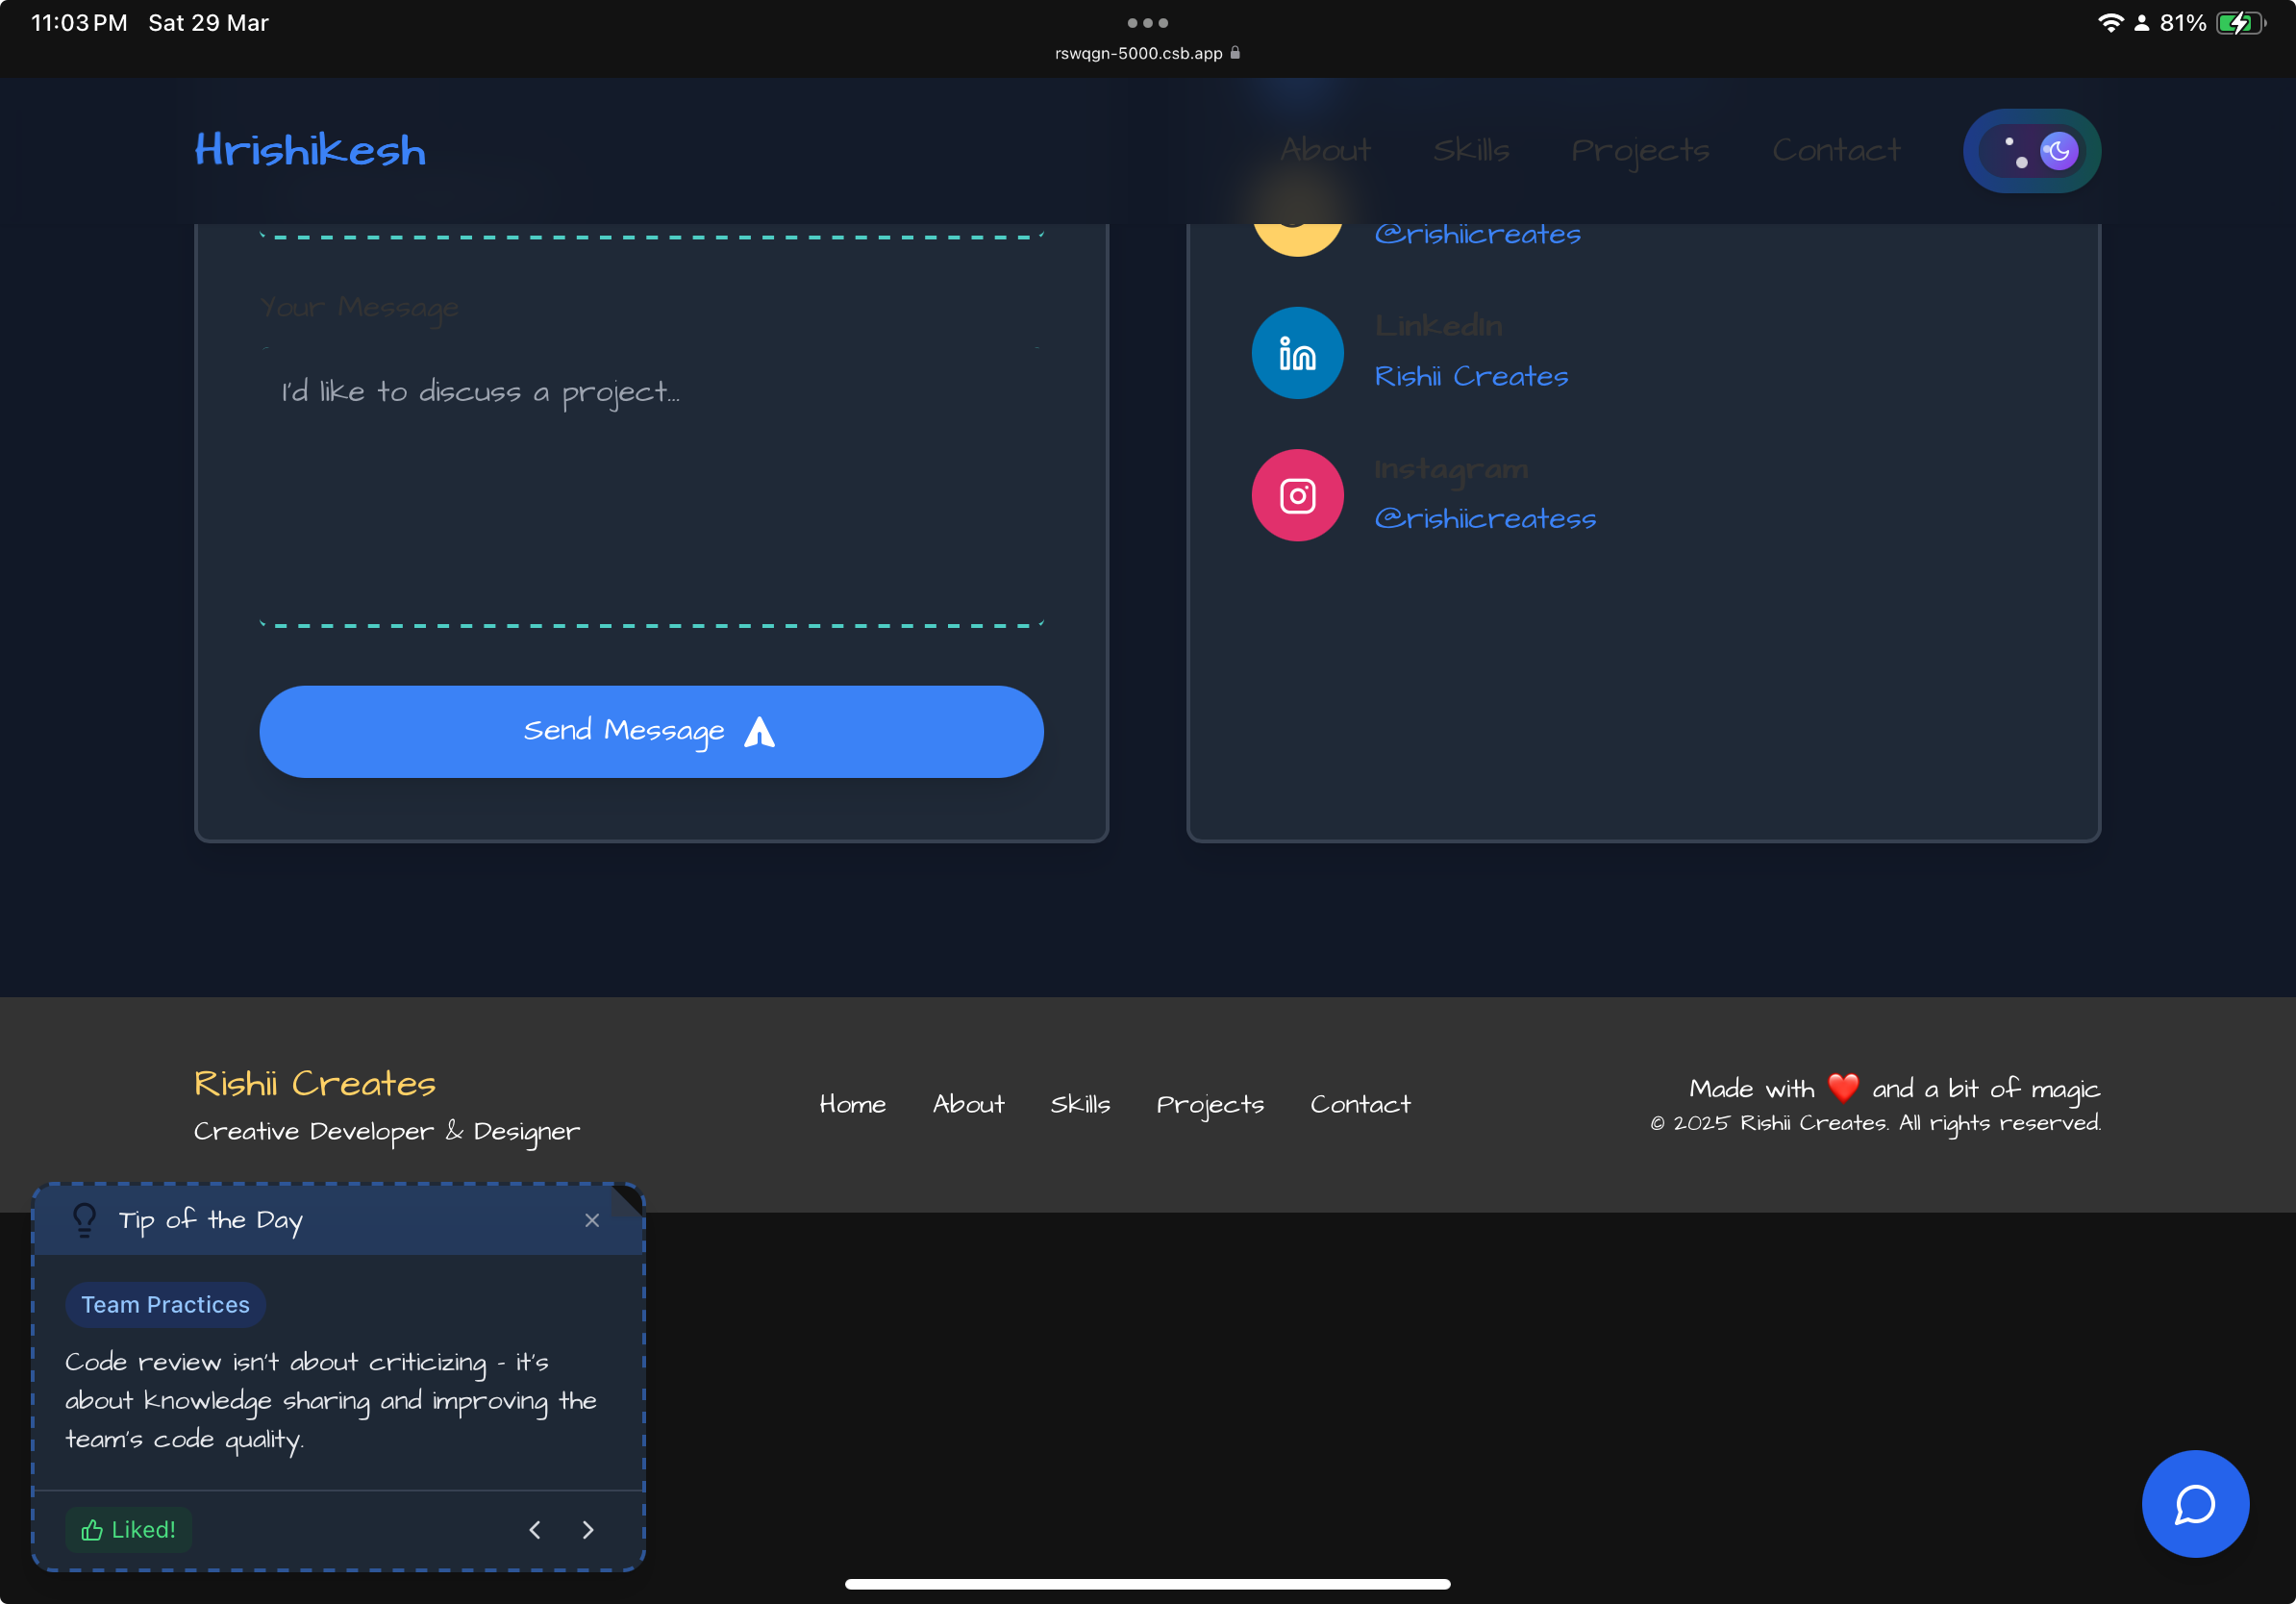 11:03 PM Sat 29 Mar
81%
rswqgn-5000.csb.app
Hrishikesh
About Skills Projects Contact
@rishiicreates
Your Message
I'd like to discuss a project...
Send Message
LinkedIn
Rishii Creates
Instagram
@rishiicreatess
Rishii Creates
Creative Developer & Designer
Home About Skills Projects Contact
Made with ❤️ and a bit of magic
© 2025 Rishii Creates. All rights reserved.
Tip of the Day
Team Practices
Code review isn't about criticizing - it's
about knowledge sharing and improving the
team's code quality.
Liked!